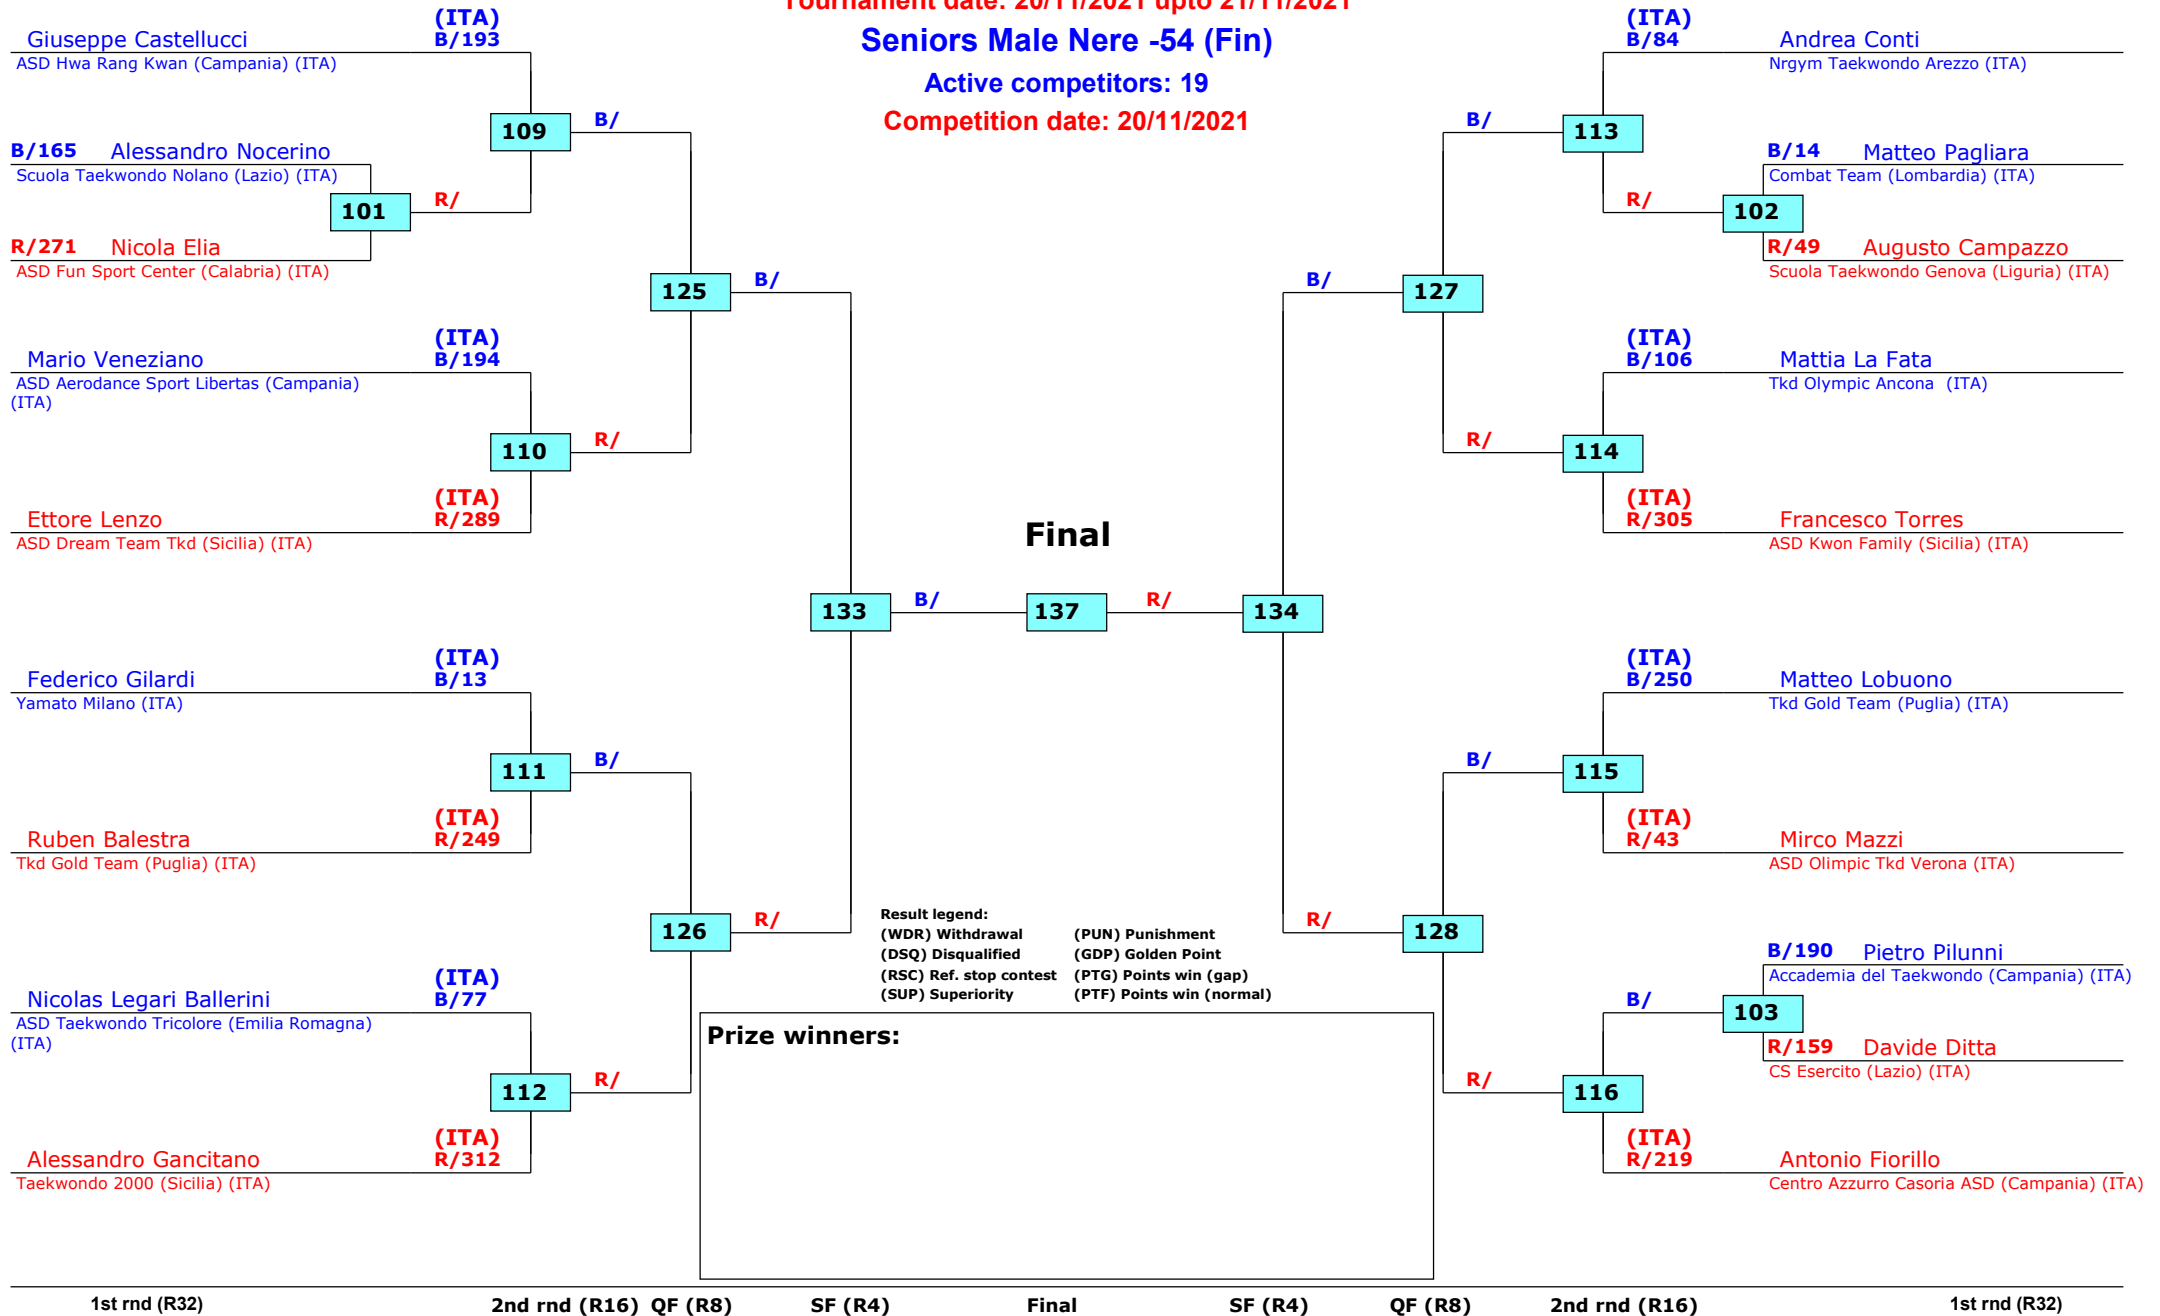 Tournament date: 20/11/2021 upto 21/11/2021
Seniors Male Nere -54 (Fin)
Active competitors: 19
Competition date: 20/11/2021
(ITA)
Giuseppe Castellucci B/193
ASD Hwa Rang Kwan (Campania) (ITA)
109 B/
B/165 Alessandro Nocerino
Scuola Taekwondo Nolano (Lazio) (ITA)
101 R/
R/271 Nicola Elia
ASD Fun Sport Center (Calabria) (ITA)
125 B/
(ITA)
Mario Veneziano B/194
ASD Aerodance Sport Libertas (Campania)
(ITA)
110 R/
(ITA)
Ettore Lenzo R/289
ASD Dream Team Tkd (Sicilia) (ITA)
133 B/
(ITA)
Federico Gilardi B/13
Yamato Milano (ITA)
111 B/
(ITA)
Ruben Balestra R/249
Tkd Gold Team (Puglia) (ITA)
126 R/
(ITA)
Nicolas Legari Ballerini B/77
ASD Taekwondo Tricolore (Emilia Romagna)
(ITA)
112 R/
(ITA)
Alessandro Gancitano R/312
Taekwondo 2000 (Sicilia) (ITA)
Final
137
(ITA)
B/84 Andrea Conti
Nrgym Taekwondo Arezzo (ITA)
B/ 113
B/14 Matteo Pagliara
Combat Team (Lombardia) (ITA)
R/ 102
R/49 Augusto Campazzo
Scuola Taekwondo Genova (Liguria) (ITA)
B/ 127
(ITA)
B/106 Mattia La Fata
Tkd Olympic Ancona (ITA)
R/ 114
(ITA)
R/305 Francesco Torres
ASD Kwon Family (Sicilia) (ITA)
R/ 134
(ITA)
B/250 Matteo Lobuono
Tkd Gold Team (Puglia) (ITA)
B/ 115
(ITA)
R/43 Mirco Mazzi
ASD Olimpic Tkd Verona (ITA)
R/ 128
B/190 Pietro Pilunni
Accademia del Taekwondo (Campania) (ITA)
B/ 103
R/159 Davide Ditta
CS Esercito (Lazio) (ITA)
R/ 116
(ITA)
R/219 Antonio Fiorillo
Centro Azzurro Casoria ASD (Campania) (ITA)
Result legend:
(WDR) Withdrawal (PUN) Punishment
(DSQ) Disqualified (GDP) Golden Point
(RSC) Ref. stop contest (PTG) Points win (gap)
(SUP) Superiority (PTF) Points win (normal)
Prize winners:
1st rnd (R32) 2nd rnd (R16) QF (R8) SF (R4) Final SF (R4) QF (R8) 2nd rnd (R16) 1st rnd (R32)